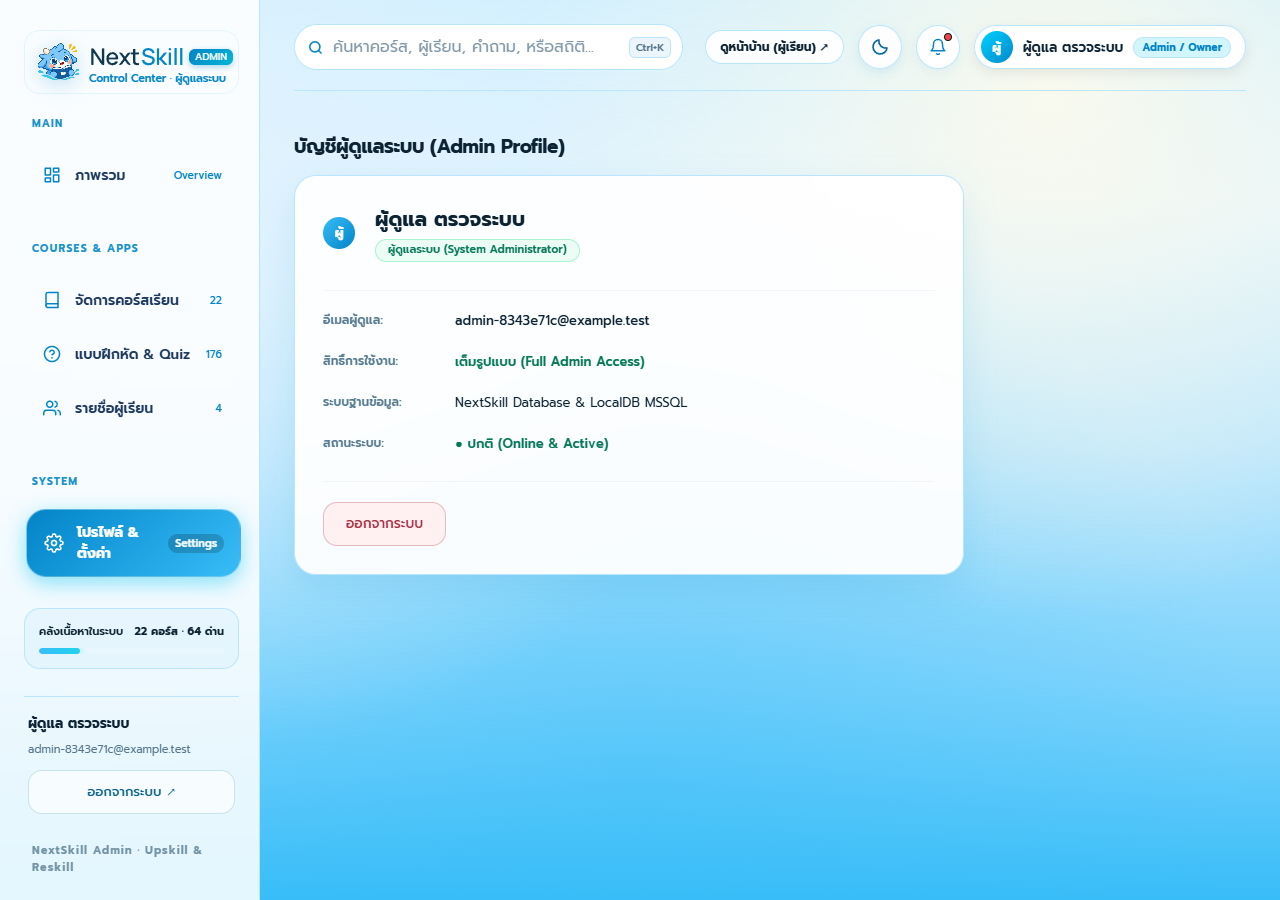 NextSkill ADMIN
Control Center · ผู้ดูแลระบบ
MAIN
ภาพรวม Overview
COURSES & APPS
จัดการคอร์สเรียน 22
แบบฝึกหัด & Quiz 176
รายชื่อผู้เรียน 4
SYSTEM
โปรไฟล์ &
ตั้งค่า
Settings
คลังเนื้อหาในระบบ 22 คอร์ส · 64 ด่าน
ผู้ดูแล ตรวจระบบ
admin-8343e71c@example.test
ออกจากระบบ ↗
NextSkill Admin · Upskill &
Reskill
ค้นหาคอร์ส, ผู้เรียน, คำถาม, หรือสถิติ... Ctrl+K
ดูหน้าบ้าน (ผู้เรียน) ↗
ผู้ ผู้ดูแล ตรวจระบบ Admin / Owner
บัญชีผู้ดูแลระบบ (Admin Profile)
ผู้ ผู้ดูแล ตรวจระบบ
ผู้ดูแลระบบ (System Administrator)
อีเมลผู้ดูแล: admin-8343e71c@example.test
สิทธิ์การใช้งาน: เต็มรูปแบบ (Full Admin Access)
ระบบฐานข้อมูล: NextSkill Database & LocalDB MSSQL
สถานะระบบ: ● ปกติ (Online & Active)
ออกจากระบบ